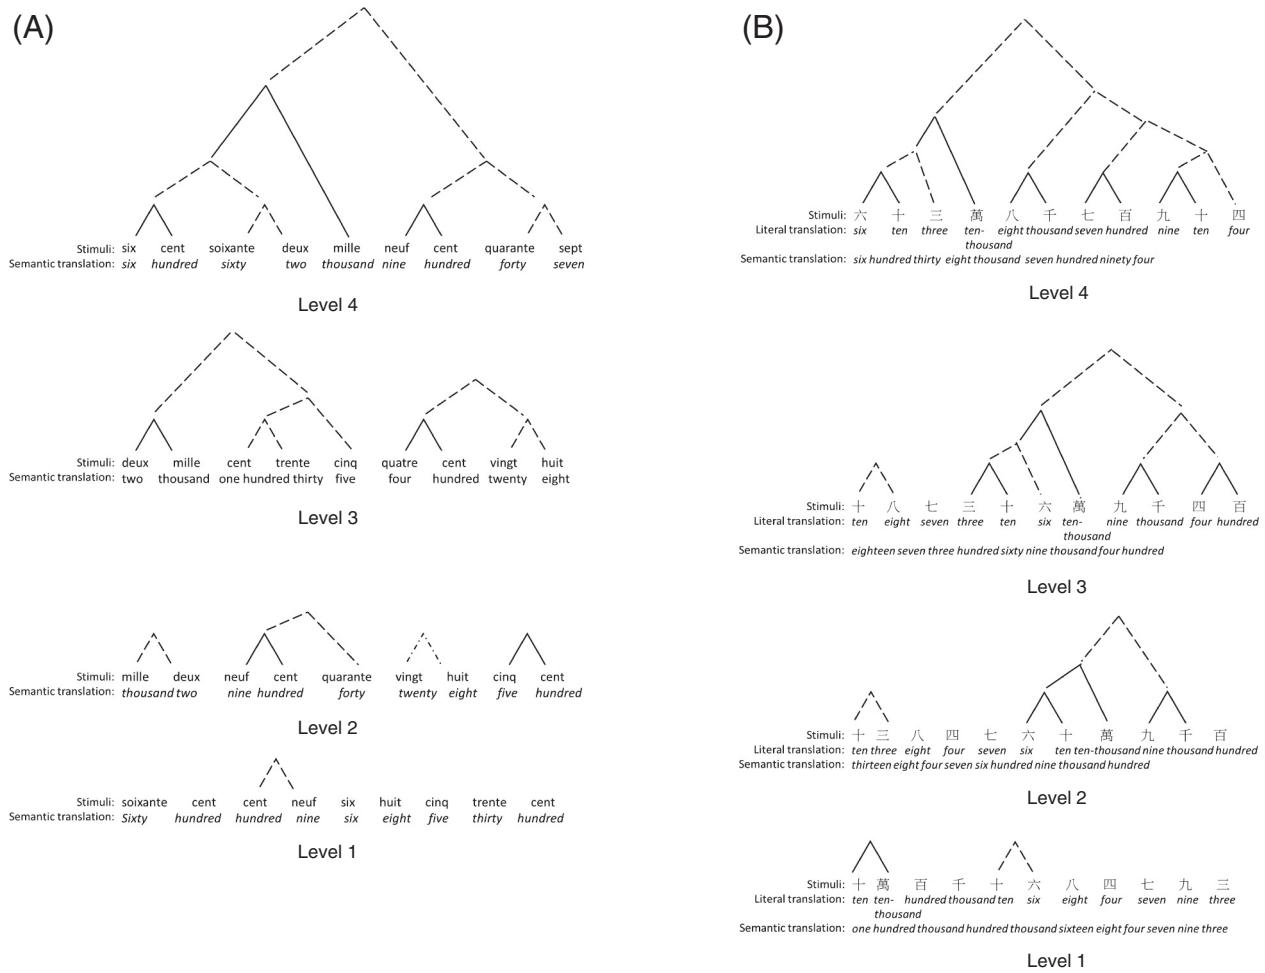 (A)
Stimuli: six cent soixante deux mille neuf cent quarante sept
Semantic translation: six hundred sixty two thousand nine hundred forty seven
Level 4
Stimuli: deux mille cent trente cinq quatre cent vingt huit
Semantic translation: two thousand one hundred thirty five four hundred twenty eight
Level 3
Stimuli: mille deux neuf cent quarante vingt huit cinq cent
Semantic translation: thousand two nine hundred forty twenty eight five hundred
Level 2
Stimuli: soixante cent cent neuf six huit cinq trente cent
Semantic translation: Sixty hundred hundred nine six eight five thirty hundred
Level 1
(B)
Stimuli: 六 十 三 萬 八 千 七 百 九 十 四
Literal translation: six ten three ten- eight thousand seven hundred nine ten four
thousand
Semantic translation: six hundred thirty eight thousand seven hundred ninety four
Level 4
Stimuli: 十 八 七 三 十 六 萬 九 千 四 百
Literal translation: ten eight seven three ten six ten- nine thousand four hundred
thousand
Semantic translation: eighteen seven three hundred sixty nine thousand four hundred
Level 3
Stimuli: 十 三 八 四 七 六 十 萬 九 千 百
Literal translation: ten three eight four seven six ten ten-thousand nine thousand hundred
Semantic translation: thirteen eight four seven six hundred nine thousand hundred
Level 2
Stimuli: 十 萬 百 千 十 六 八 四 七 九 三
Literal translation: ten ten- hundred thousand ten six eight four seven nine three
thousand
Semantic translation: one hundred thousand hundred thousand sixteen eight four seven nine three
Level 1